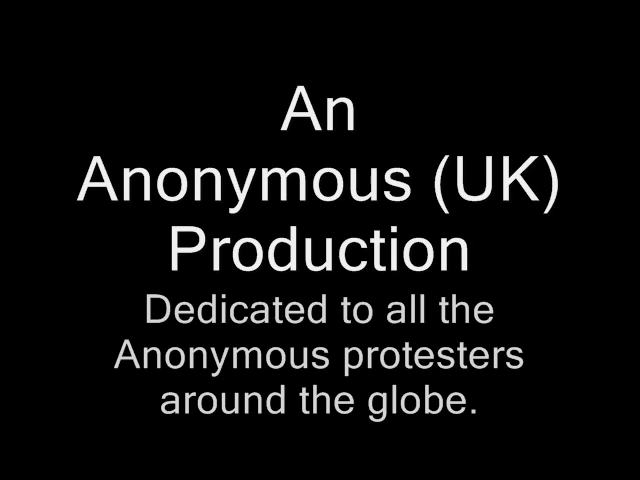 An
Anonymous (UK)
Production
Dedicated to all the
Anonymous protesters
around the globe.